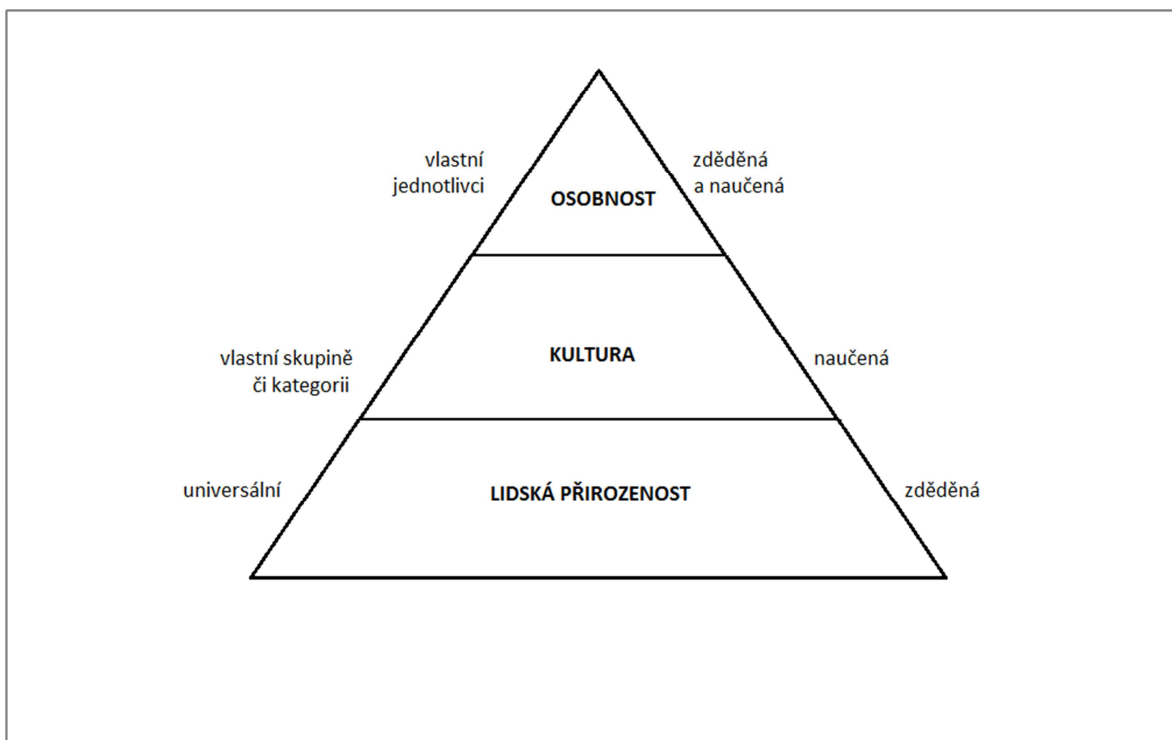 vlastní
jednotlivci
OSOBNOST
zděděná
a naučená
vlastní skupině
či kategorii
KULTURA
naučená
universální
LIDSKÁ PŘIROZENOST
zděděná